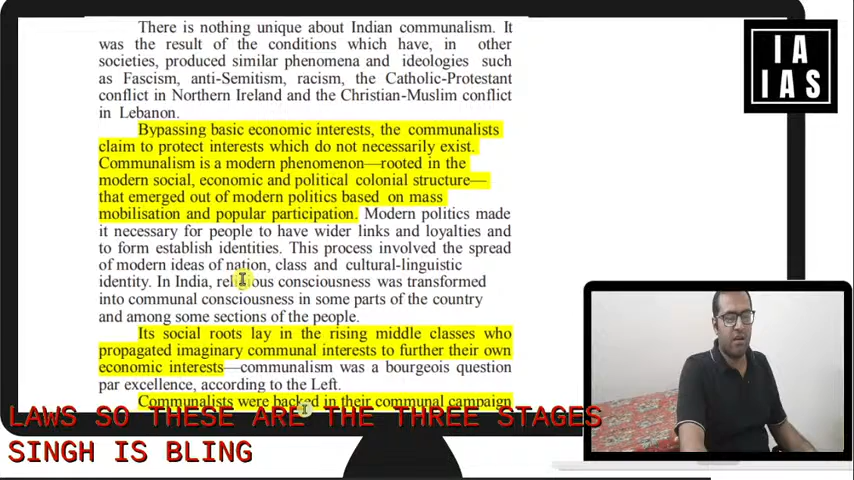 There is nothing unique about Indian communalism. It
was the result of the conditions which have, in other
societies, produced similar phenomena and ideologies such
as Fascism, anti-Semitism, racism, the Catholic-Protestant
conflict in Northern Ireland and the Christian-Muslim conflict
in Lebanon.
Bypassing basic economic interests, the communalists
claim to protect interests which do not necessarily exist.
Communalism is a modern phenomenon—rooted in the
modern social, economic and political colonial structure—
that emerged out of modern politics based on mass
mobilisation and popular participation. Modern politics made
it necessary for people to have wider links and loyalties and
to form establish identities. This process involved the spread
of modern ideas of nation, class and cultural-linguistic
identity. In India, religious consciousness was transformed
into communal consciousness in some parts of the country
and among some sections of the people.
Its social roots lay in the rising middle classes who
propagated imaginary communal interests to further their own
economic interests—communalism was a bourgeois question
par excellence, according to the Left.
Communalists were backed in their communal campaign
LAWS SO THESE ARE THE THREE STAGES
SINGH IS BLING
IA
IAS